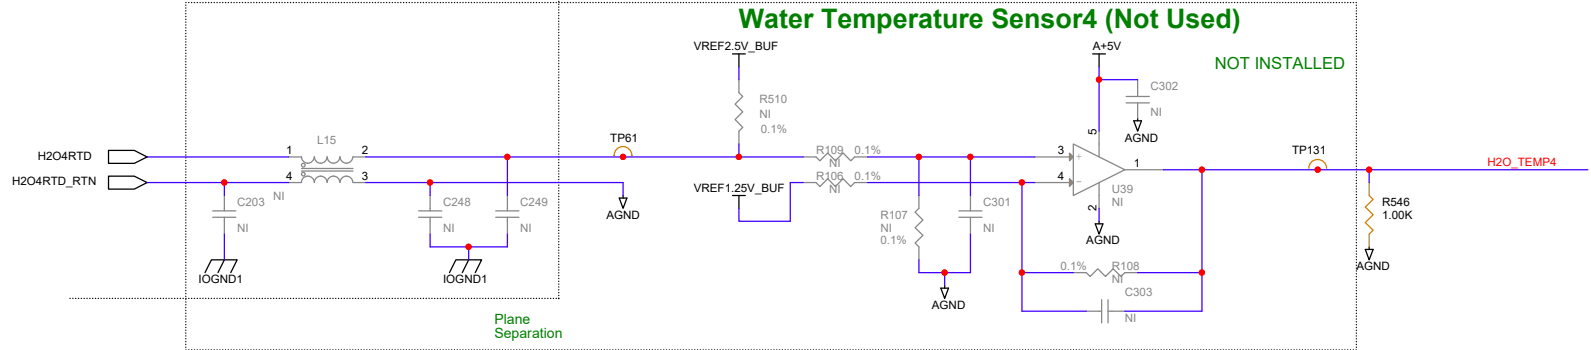 Water Temperature Sensor4 (Not Used)
VREF2.5V_BUF
A+5V
NOT INSTALLED
C302
NI
AGND
R510
NI
0.1%
5
L15
TP61
H2O4RTD
1
2
R109
0.1%
NI
3
+
1
TP131
H2O_TEMP4
H2O4RTD_RTN
4
3
NI
VREF1.25V_BUF
R106
0.1%
NI
4
-
U39
NI
2
C203
NI
C248
NI
C249
NI
AGND
R107
NI
0.1%
C301
NI
AGND
R546
1.00K
AGND
IOGND1
IOGND1
0.1%
R108
NI
AGND
C303
NI
Plane
Separation